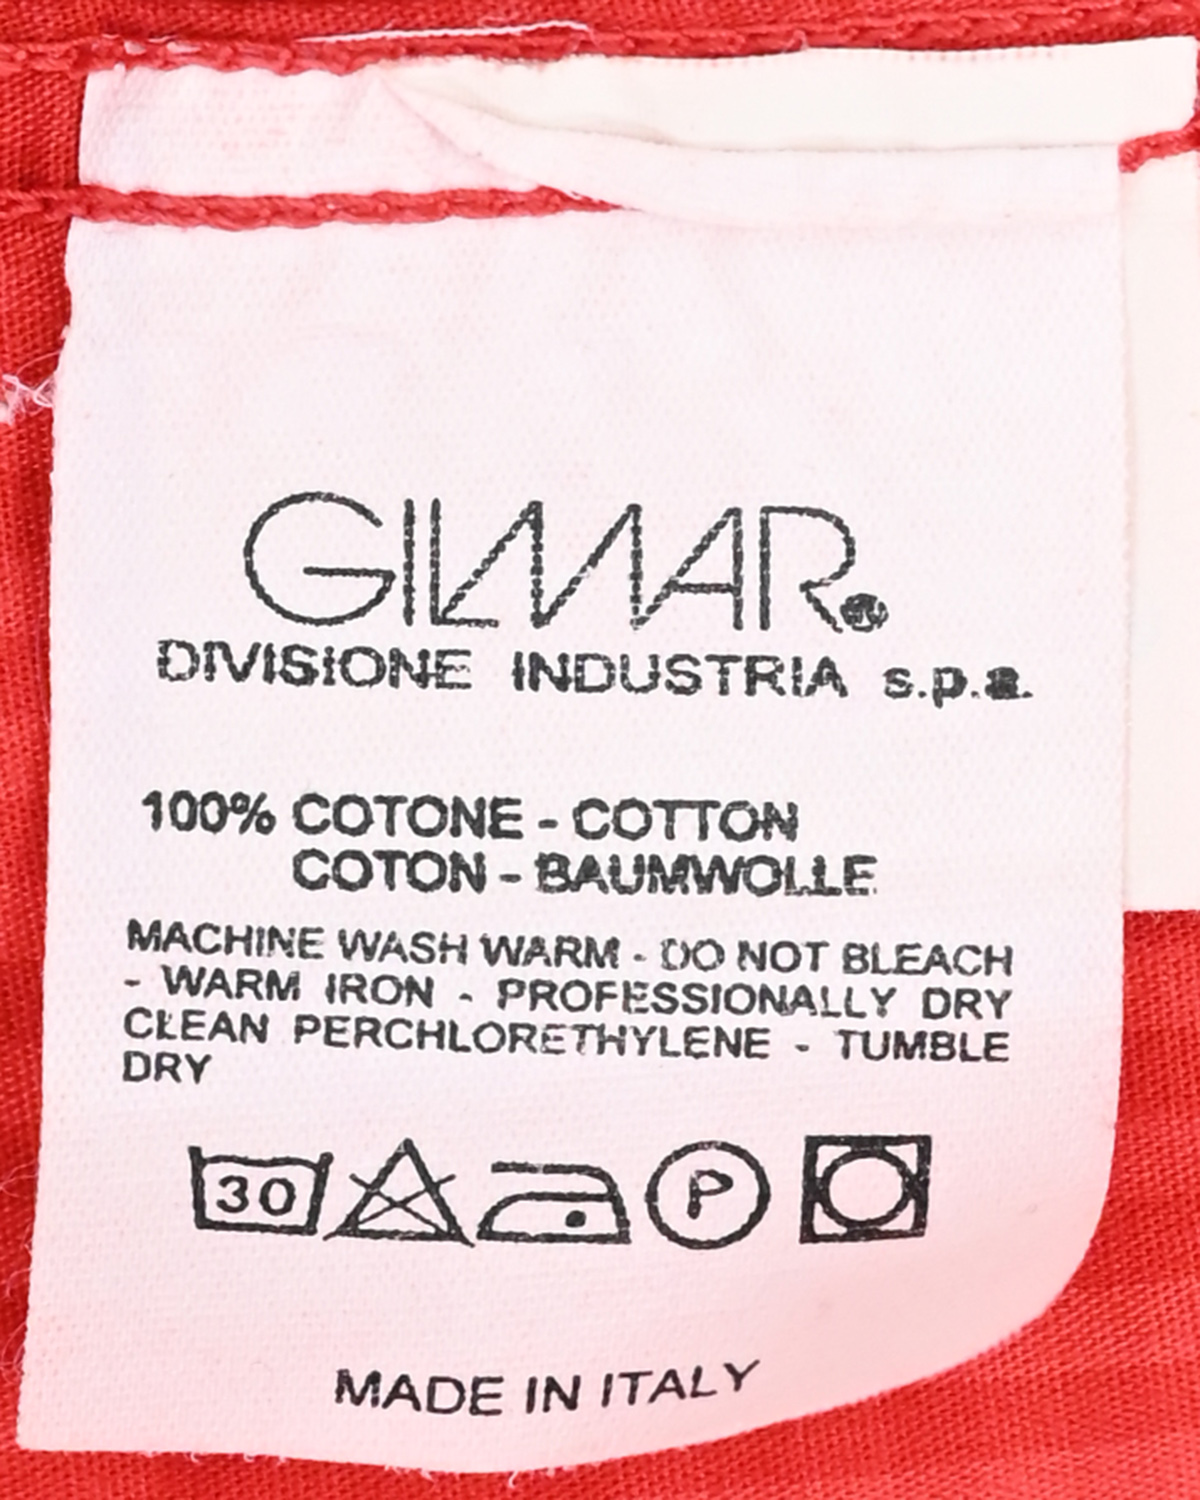 GILMAR®
DIVISIONE INDUSTRIA s.p.a.
100% COTONE - COTTON
COTON - BAUMWOLLE
MACHINE WASH WARM - DO NOT BLEACH
- WARM IRON - PROFESSIONALLY DRY
CLEAN PERCHLORETHYLENE - TUMBLE
DRY
30 P
MADE IN ITALY